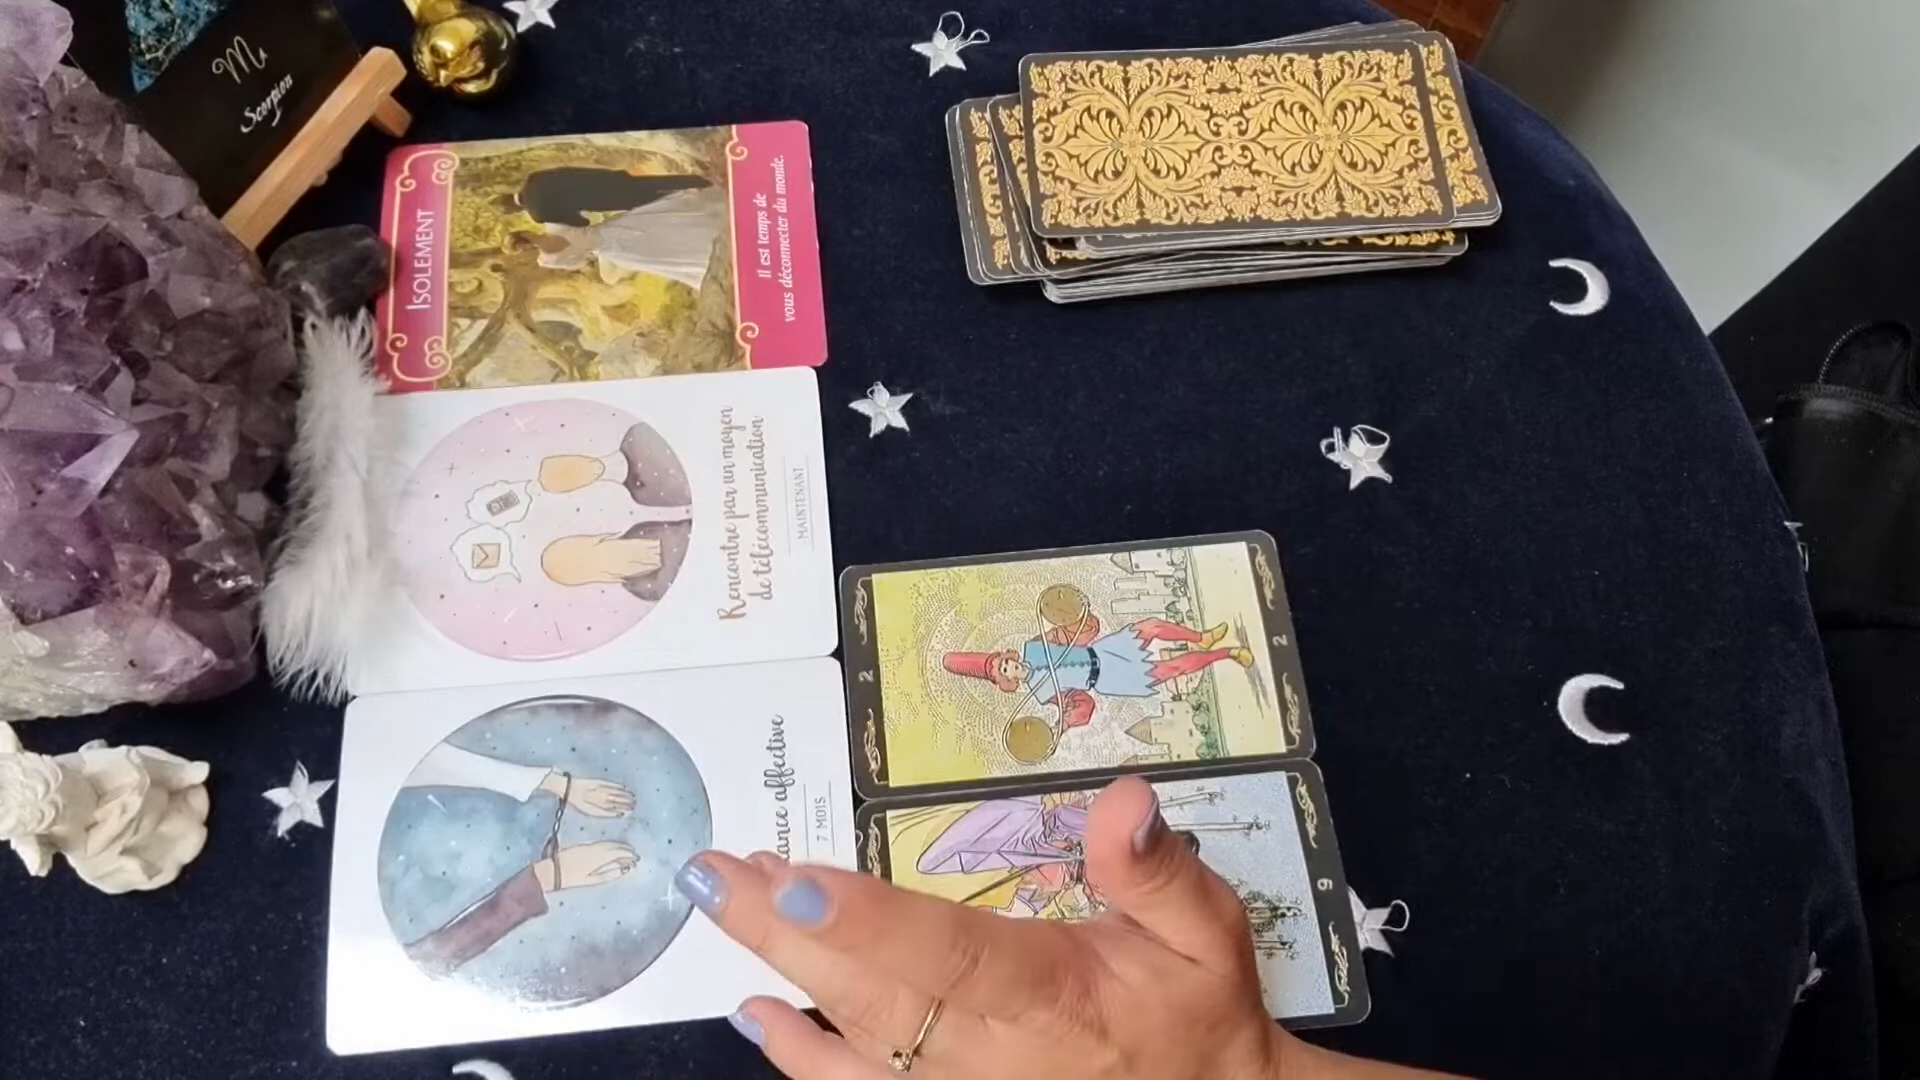 Scorpion
ISOLEMENT
Il est temps de
vous déconnecter du monde.
Rencontre par un moyen
de télécommunication
MAINTENANT
ance affective
7 MOIS
2
2
9